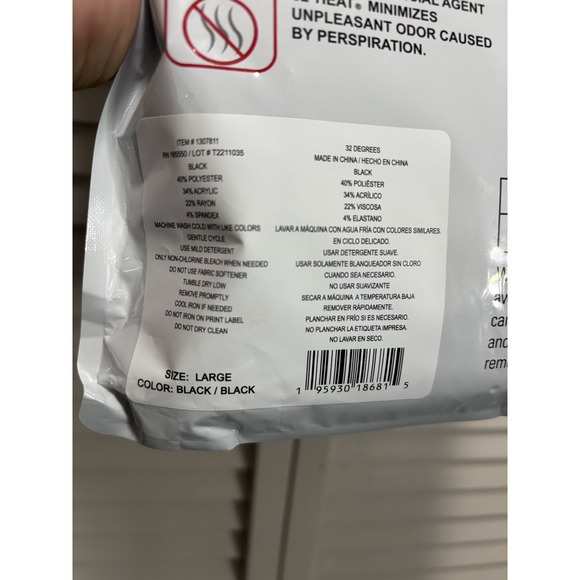 AGENT
HEAT® MINIMIZES
UNPLEASANT ODOR CAUSED
BY PERSPIRATION.
ITEM # 1307811
RN 165550 / LOT # T2211035
BLACK
40% POLYESTER
34% ACRYLIC
22% RAYON
4% SPANDEX
MACHINE WASH COLD WITH LIKE COLORS
GENTLE CYCLE
USE MILD DETERGENT
ONLY NON-CHLORINE BLEACH WHEN NEEDED
DO NOT USE FABRIC SOFTENER
TUMBLE DRY LOW
REMOVE PROMPTLY
COOL IRON IF NEEDED
DO NOT IRON ON PRINT LABEL
DO NOT DRY CLEAN
SIZE: LARGE
COLOR: BLACK / BLACK
32 DEGREES
MADE IN CHINA / HECHO EN CHINA
BLACK
40% POLIÉSTER
34% ACRÍLICO
22% VISCOSA
4% ELASTANO
LAVAR A MÁQUINA CON AGUA FRÍA CON COLORES SIMILARES.
EN CICLO DELICADO.
USAR DETERGENTE SUAVE.
USAR SOLAMENTE BLANQUEADOR SIN CLORO
CUANDO SEA NECESARIO.
NO USAR SUAVIZANTE
SECAR A MÁQUINA A TEMPERATURA BAJA
REMOVER RÁPIDAMENTE.
PLANCHAR EN FRÍO SI ES NECESARIO.
NO PLANCHAR LA ETIQUETA IMPRESA.
NO LAVAR EN SECO.
1 95930 18681 5
and